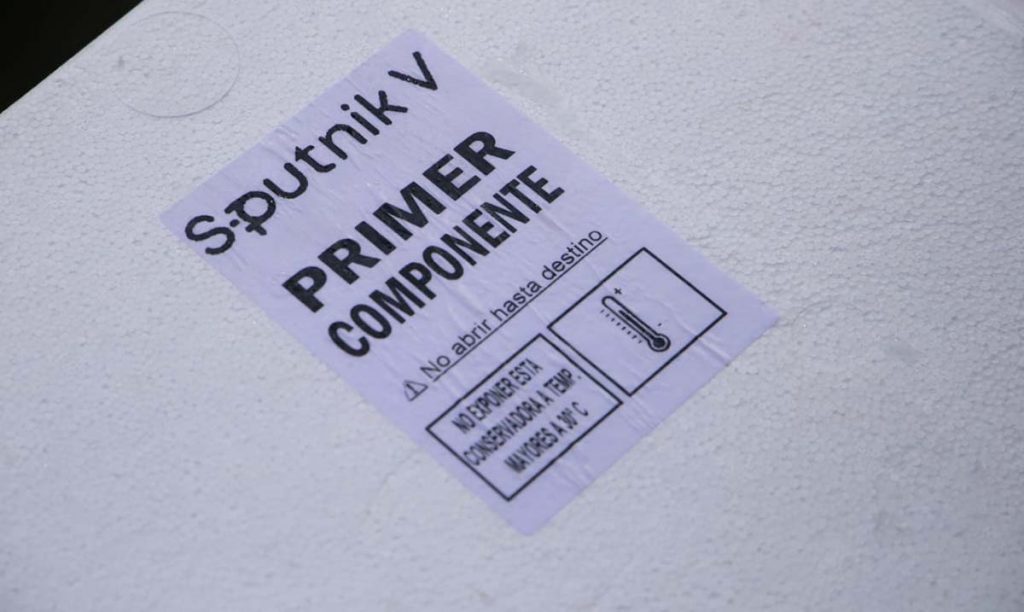 Sputnik V
PRIMER
COMPONENTE
No abrir hasta destino
NO EXPONER ESTA
CONSERVADORA A TEMP.
MAYORES A 30° C
+
-